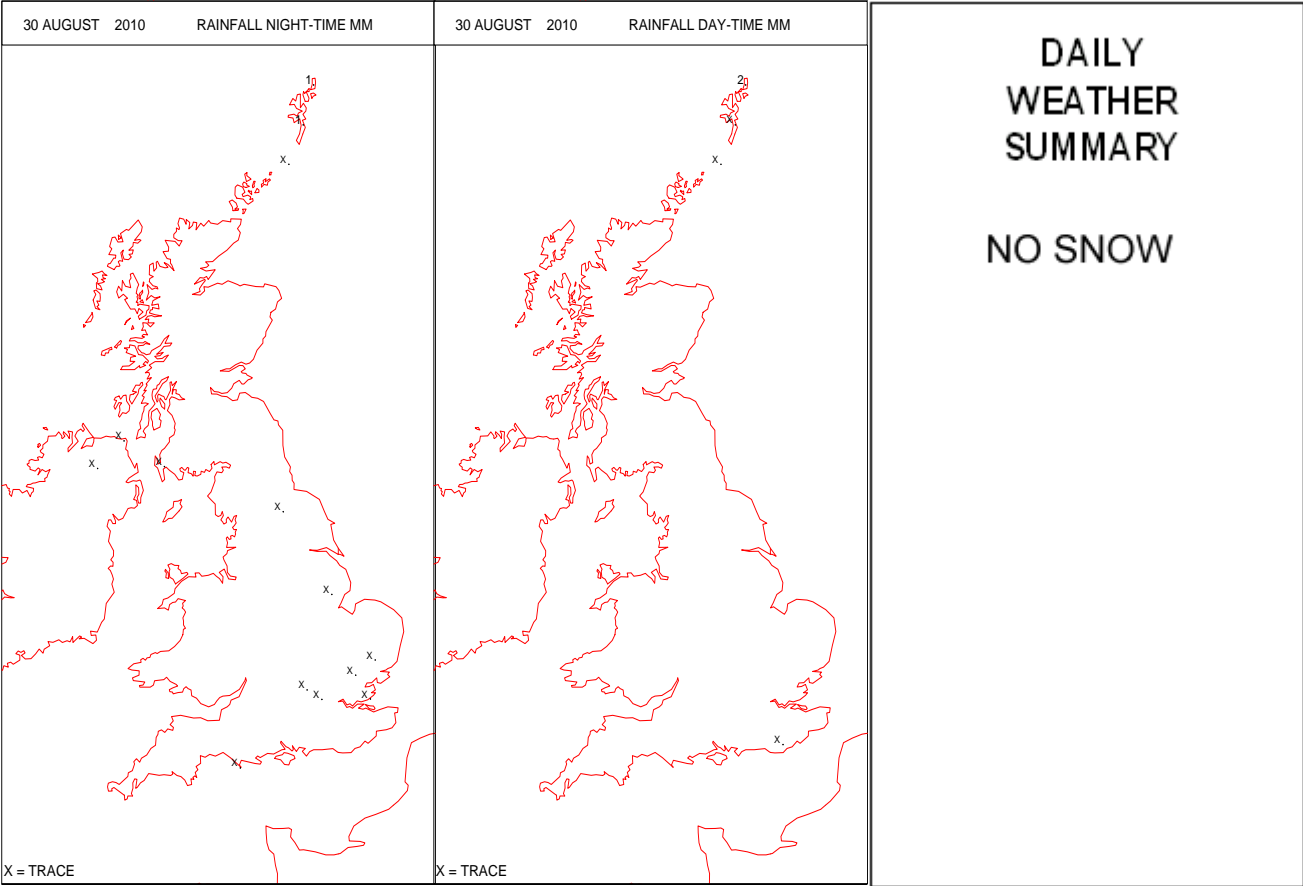 30 AUGUST 2010 RAINFALL NIGHT-TIME MM
1
X
X
X
X
X
X
X
X
X
X
X
X = TRACE
30 AUGUST 2010 RAINFALL DAY-TIME MM
2
X
X
X
X = TRACE
DAILY
WEATHER
SUMMARY
NO SNOW